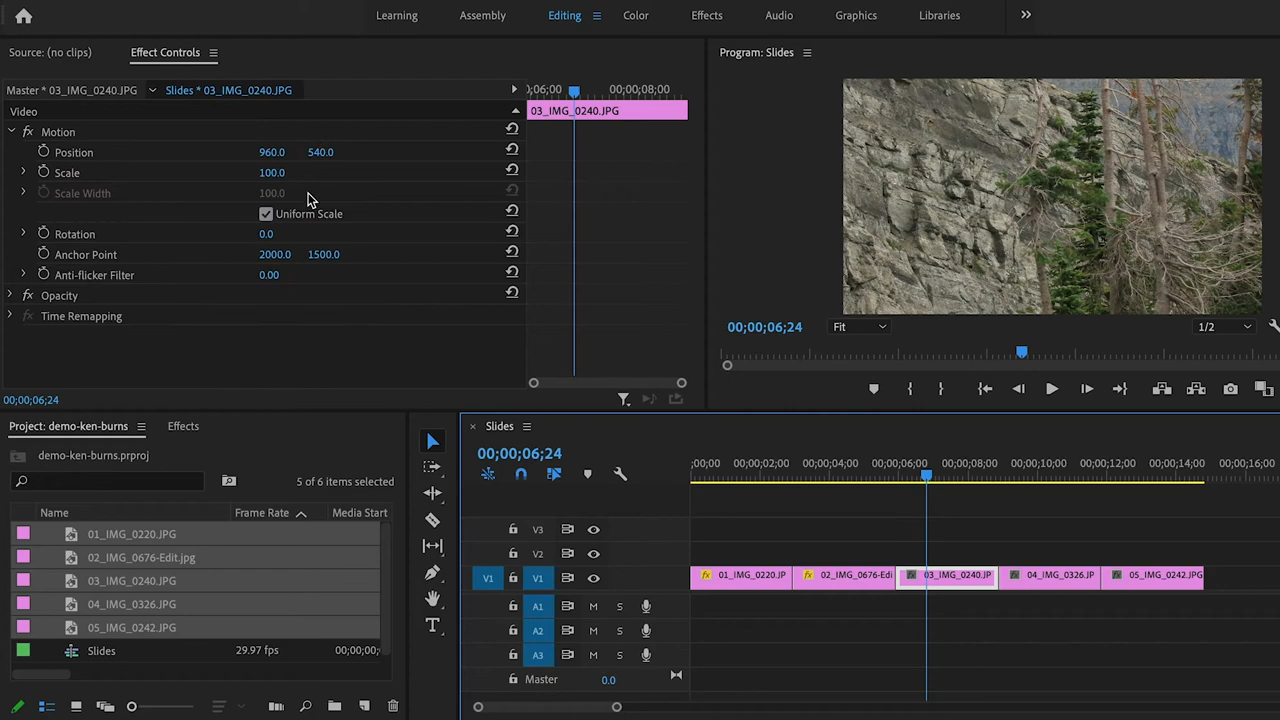 Learning Assembly Editing Color Effects Audio Graphics Libraries
Source: (no clips) Effect Controls Program: Slides
Master * 03_IMG_0240.JPG Slides * 03_IMG_0240.JPG ;06;00 00;00;08;00
Video 03_IMG_0240.JPG
fx Motion
Position 960.0 540.0
Scale 100.0
Scale Width 100.0
Uniform Scale
Rotation 0.0
Anchor Point 2000.0 1500.0
Anti-flicker Filter 0.00
fx Opacity
fx Time Remapping
00;00;06;24 Fit 1/2
00;00;06;24
Project: demo-ken-burns Effects
demo-ken-burns.prproj
5 of 6 items selected
Name Frame Rate Media Start
01_IMG_0220.JPG
02_IMG_0676-Edit.jpg
03_IMG_0240.JPG
04_IMG_0326.JPG
05_IMG_0242.JPG
Slides 29.97 fps 00;00;00;
Slides
00;00;06;24
;00;00 00;00;02;00 00;00;04;00 00;00;06;00 00;00;08;00 00;00;10;00 00;00;12;00 00;00;14;00 00;00;16;00
V3
V2
V1 V1 fx 01_IMG_0220.JP fx 02_IMG_0676-Edi fx 03_IMG_0240.JP fx 04_IMG_0326.JP fx 05_IMG_0242.JPG
A1 M S
A2 M S
A3 M S
Master 0.0